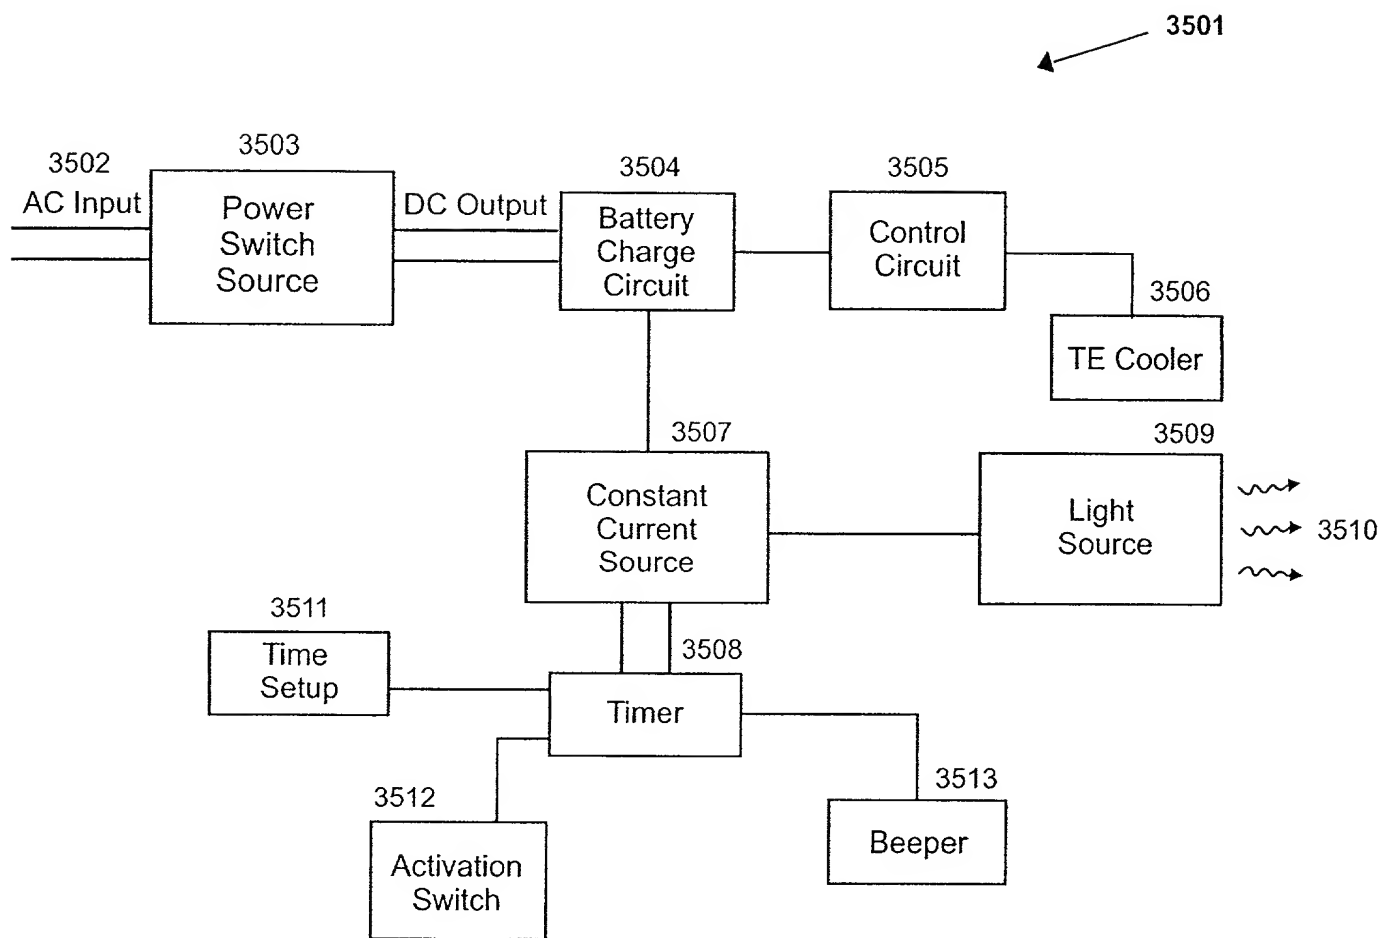 3501
3502
AC Input
3503
Power
Switch
Source
DC Output
3504
Battery
Charge
Circuit
3505
Control
Circuit
3506
TE Cooler
3507
Constant
Current
Source
3509
Light
Source
3510
3511
Time
Setup
3508
Timer
3512
Activation
Switch
3513
Beeper